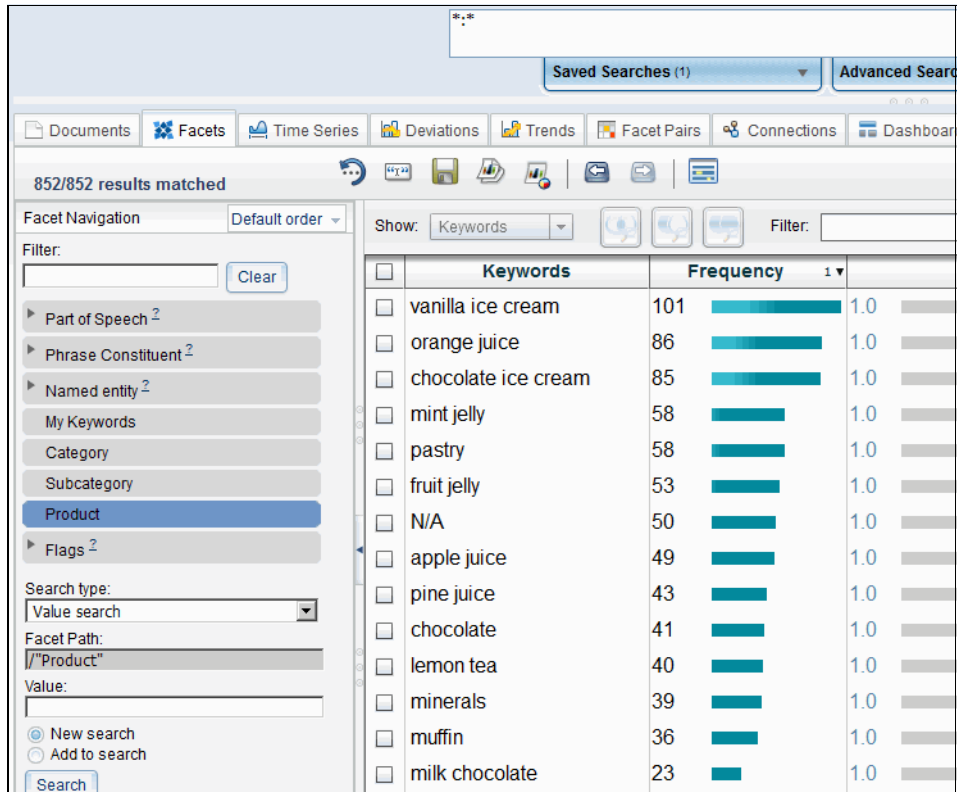 *:*
Saved Searches (1)
Advanced Searc
Documents Facets Time Series Deviations Trends Facet Pairs Connections Dashboar
852/852 results matched
Facet Navigation
Default order
Filter:
Clear
Part of Speech ?
Phrase Constituent ?
Named entity ?
My Keywords
Category
Subcategory
Product
Flags ?
Search type:
Value search
Facet Path:
/"Product"
Value:
New search
Add to search
Search
Show: Keywords Filter:
Keywords Frequency 1
vanilla ice cream 101 1.0
orange juice 86 1.0
chocolate ice cream 85 1.0
mint jelly 58 1.0
pastry 58 1.0
fruit jelly 53 1.0
N/A 50 1.0
apple juice 49 1.0
pine juice 43 1.0
chocolate 41 1.0
lemon tea 40 1.0
minerals 39 1.0
muffin 36 1.0
milk chocolate 23 1.0